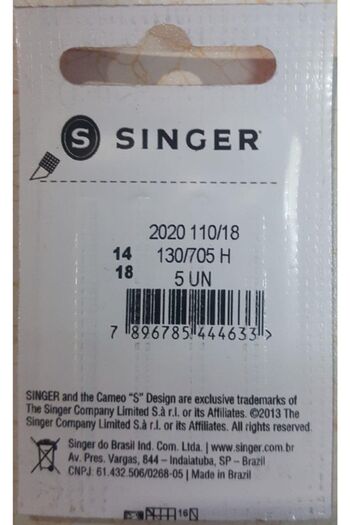 S SINGER
2020 110/18
14 130/705 H
18 5 UN
7 896785 444633 >
SINGER and the Cameo "S" Design are exclusive trademarks of
The Singer Company Limited S.à r.l. or its Affiliates. ©2013 The
Singer Company Limited S.à r.l. or its Affiliates. All rights reserved.
Singer do Brasil Ind. Com. Ltda. | www.singer.com.br
Av. Pres. Vargas, 844 – Indaiatuba, SP – Brazil
CNPJ: 61.432.506/0268-05 | Made in Brazil
16